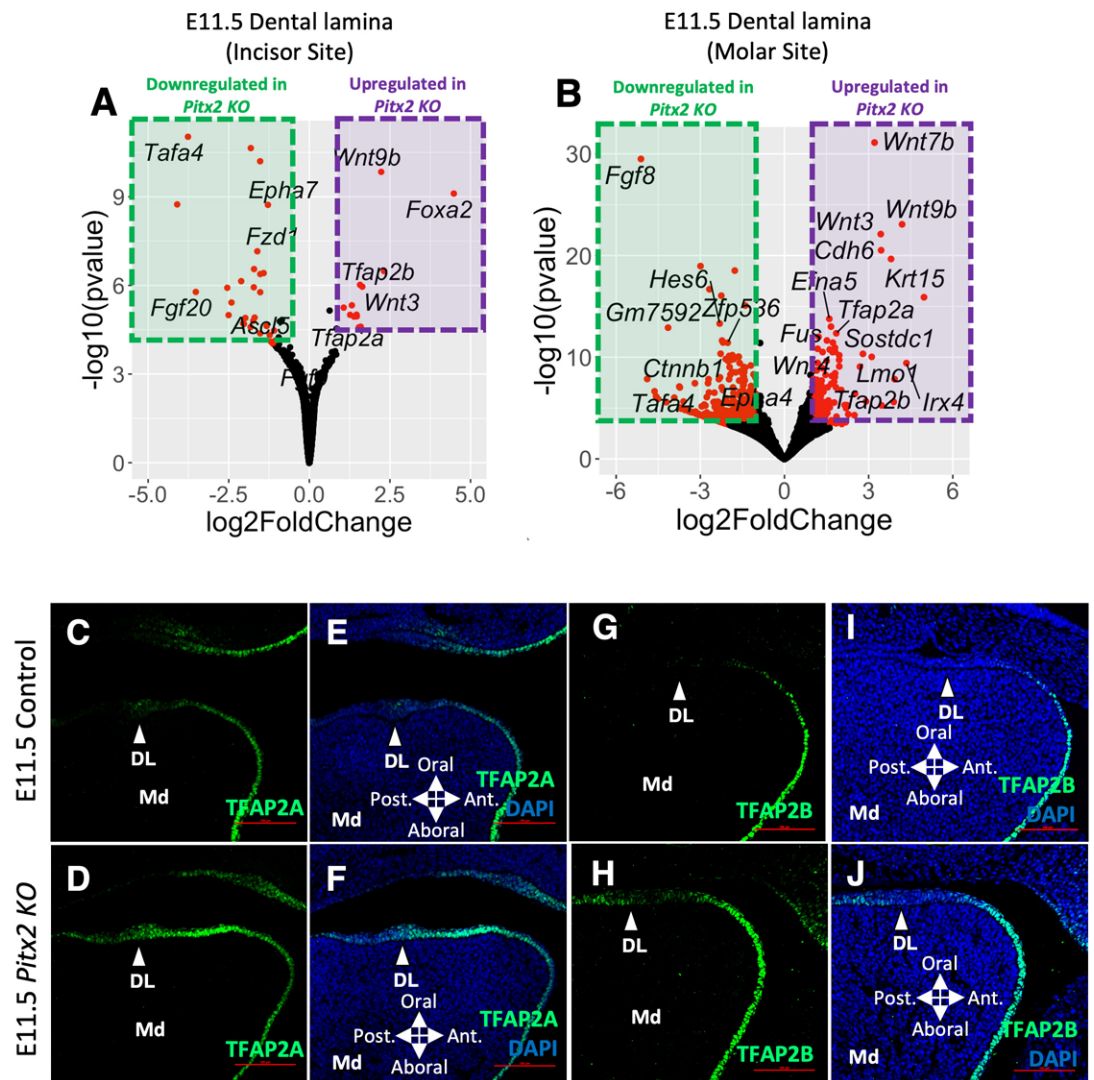 E11.5 Dental lamina
(Incisor Site)
E11.5 Dental lamina
(Molar Site)
A
Downregulated in
Pitx2 KO
Upregulated in
Pitx2 KO
Tafa4
Wnt9b
Epha7
Foxa2
Fzd1
Tfap2b
Fgf20
Wnt3
Ascl5
Tfap2a
-log10(pvalue)
9
6
3
0
-5.0
-2.5
0.0
2.5
5.0
log2FoldChange
B
Downregulated in
Pitx2 KO
Upregulated in
Pitx2 KO
Wnt7b
Fgf8
Wnt3
Wnt9b
Cdh6
Hes6
Efna5
Krt15
Gm7592
Zfp536
Tfap2a
Fus
Sostdc1
Ctnnb1
Wnt4
Lmo1
Tafa4
Epha4
Tfap2b
Irx4
-log10(pvalue)
30
20
10
0
-6
-3
0
3
6
log2FoldChange
E11.5 Control
C
DL
Md
TFAP2A
E
DL
Oral
Post.
Ant.
Aboral
Md
TFAP2A
DAPI
G
DL
Md
TFAP2B
I
DL
Oral
Post.
Ant.
Aboral
Md
TFAP2B
DAPI
E11.5 Pitx2 KO
D
DL
Md
TFAP2A
F
DL
Oral
Post.
Ant.
Aboral
Md
TFAP2A
DAPI
H
DL
Md
TFAP2B
J
DL
Oral
Post.
Ant.
Aboral
Md
TFAP2B
DAPI